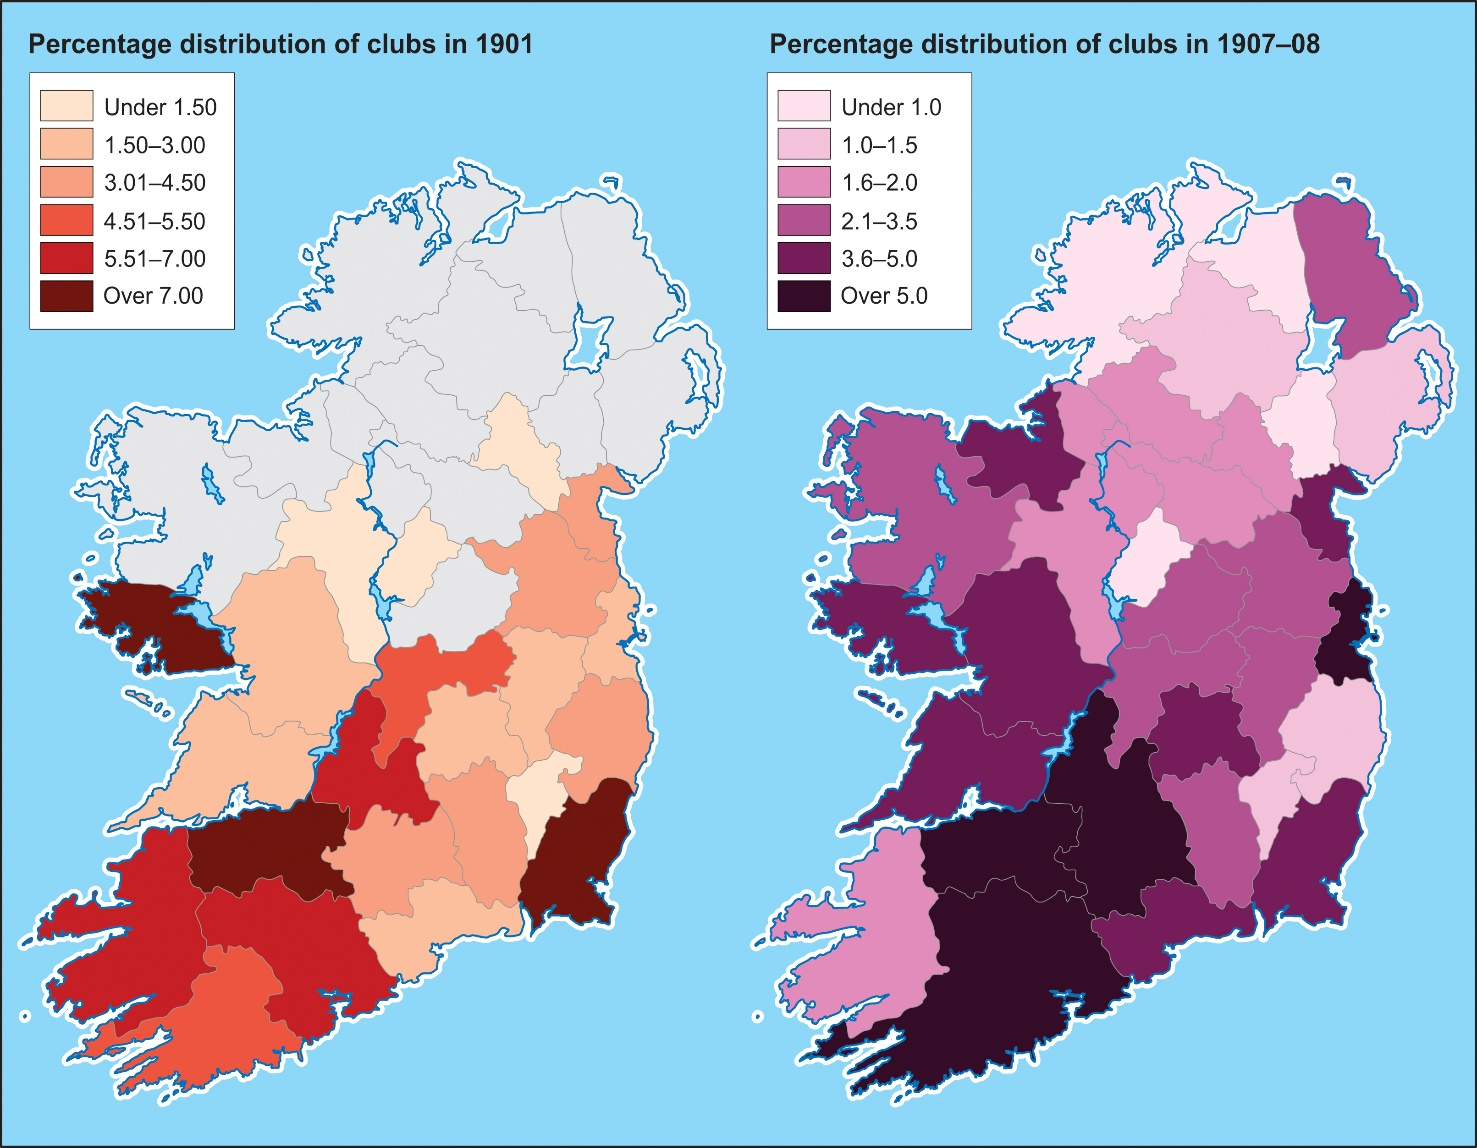 Percentage distribution of clubs in 1901
Under 1.50
1.50–3.00
3.01–4.50
4.51–5.50
5.51–7.00
Over 7.00
Percentage distribution of clubs in 1907–08
Under 1.0
1.0–1.5
1.6–2.0
2.1–3.5
3.6–5.0
Over 5.0